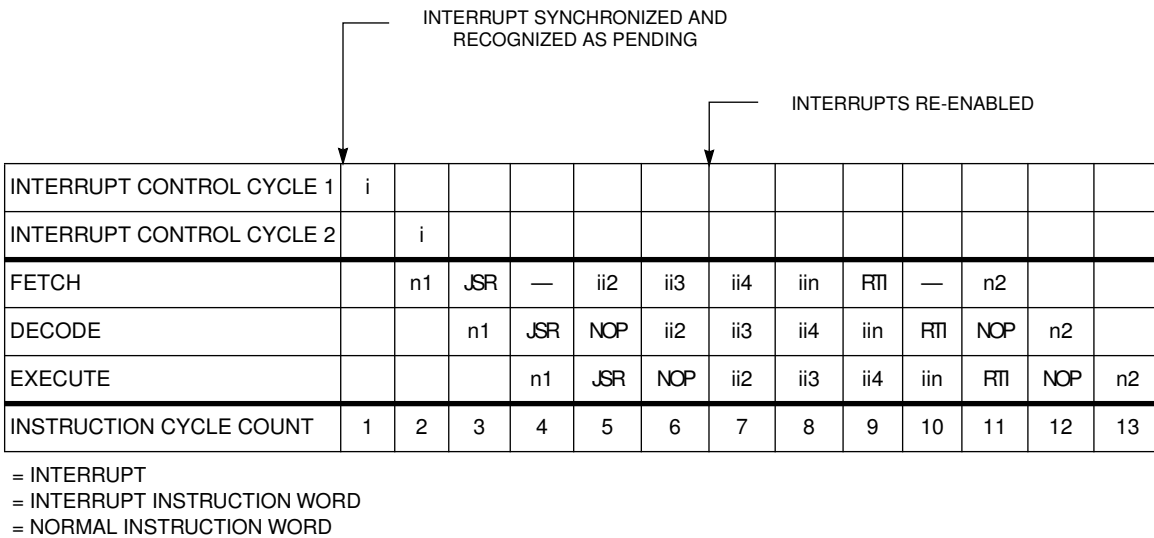 INTERRUPT SYNCHRONIZED AND
RECOGNIZED AS PENDING
INTERRUPTS RE-ENABLED
INTERRUPT CONTROL CYCLE 1 i
INTERRUPT CONTROL CYCLE 2 i
FETCH n1 JSR — ii2 ii3 ii4 iin RTI — n2
DECODE n1 JSR NOP ii2 ii3 ii4 iin RTI NOP n2
EXECUTE n1 JSR NOP ii2 ii3 ii4 iin RTI NOP n2
INSTRUCTION CYCLE COUNT 1 2 3 4 5 6 7 8 9 10 11 12 13
= INTERRUPT
= INTERRUPT INSTRUCTION WORD
= NORMAL INSTRUCTION WORD